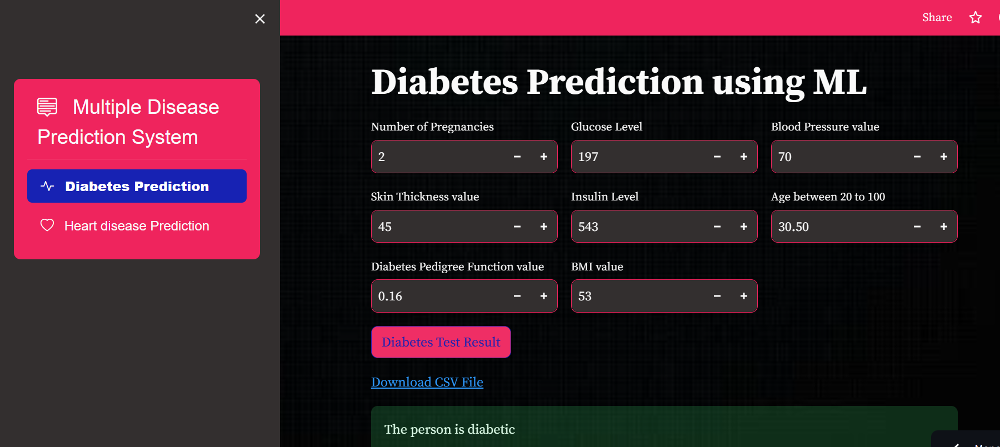 Share
Multiple Disease
Prediction System
Diabetes Prediction
Heart disease Prediction
Diabetes Prediction using ML
Number of Pregnancies
Glucose Level
Blood Pressure value
2
197
70
Skin Thickness value
Insulin Level
Age between 20 to 100
45
543
30.50
Diabetes Pedigree Function value
BMI value
0.16
53
Diabetes Test Result
Download CSV File
The person is diabetic